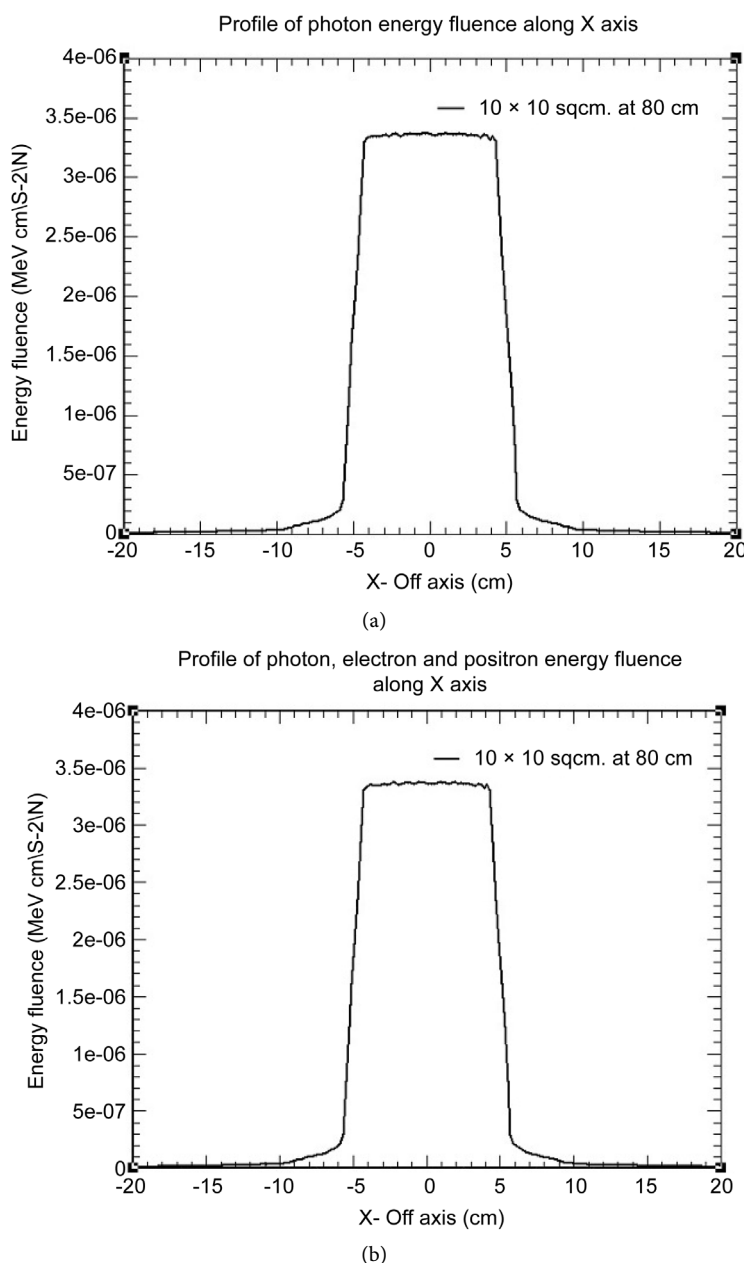 Profile of photon energy fluence along X axis
4e-06
10 × 10 sqcm. at 80 cm
3.5e-06
3e-06
2.5e-06
2e-06
1.5e-06
1e-06
5e-07
0
Energy fluence (MeV cm\S-2\N)
-20 -15 -10 -5 0 5 10 15 20
X- Off axis (cm)
(a)
Profile of photon, electron and positron energy fluence
along X axis
4e-06
10 × 10 sqcm. at 80 cm
3.5e-06
3e-06
2.5e-06
2e-06
1.5e-06
1e-06
5e-07
0
Energy fluence (MeV cm\S-2\N)
-20 -15 -10 -5 0 5 10 15 20
X- Off axis (cm)
(b)